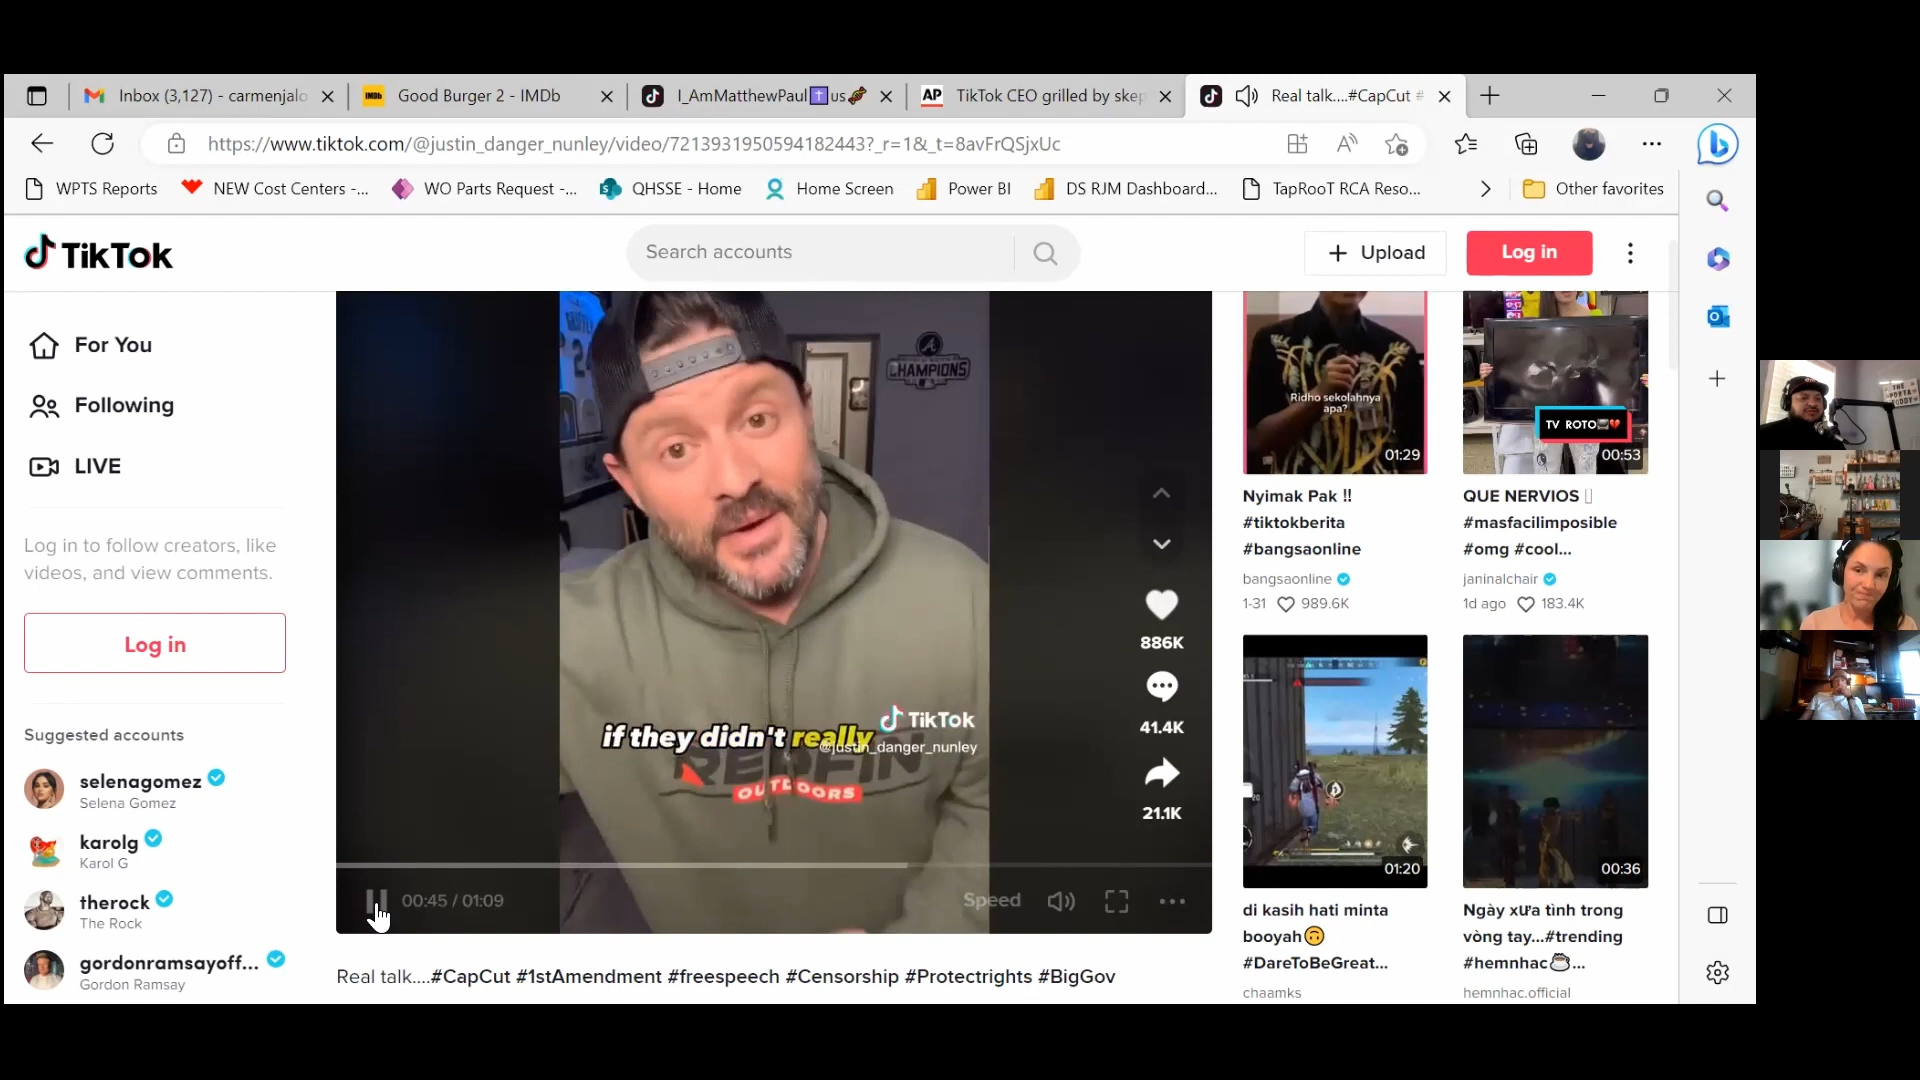 Inbox (3,127) - carmenjalo
Good Burger 2 - IMDb
I_AmMatthewPaul✝️us
AP TikTok CEO grilled by skep
Real talk....#CapCut #
https://www.tiktok.com/@justin_danger_nunley/video/7213931950594182443?_r=1&_t=8avFrQSjxUc
WPTS Reports
NEW Cost Centers -...
WO Parts Request -...
QHSSE - Home
Home Screen
Power BI
DS RJM Dashboard...
TapRooT RCA Reso...
Other favorites
TikTok
Search accounts
Upload
Log in
For You
Following
LIVE
Log in to follow creators, like
videos, and view comments.
Log in
Suggested accounts
selenagomez
Selena Gomez
karolg
Karol G
therock
The Rock
gordonramsayoff...
Gordon Ramsay
CHAMPIONS
if they didn't really
TikTok
@justin_danger_nunley
REDFIN
OUTDOORS
886K
41.4K
21.1K
00:45 / 01:09
Speed
Real talk....#CapCut #1stAmendment #freespeech #Censorship #Protectrights #BigGov
Ridho sekolahnya
apa?
01:29
Nyimak Pak ‼
#tiktokberita
#bangsaonline
bangsaonline
1-31 989.6K
TV ROTO
00:53
QUE NERVIOS
#masfacilimposible
#omg #cool...
janinalchair
1d ago 183.4K
01:20
di kasih hati minta
booyah🙃
#DareToBeGreat...
chaamks
00:36
Ngày xưa tình trong
vòng tay...#trending
#hemnhac☕...
hemnhac.official
THE
PORTA
PODDY